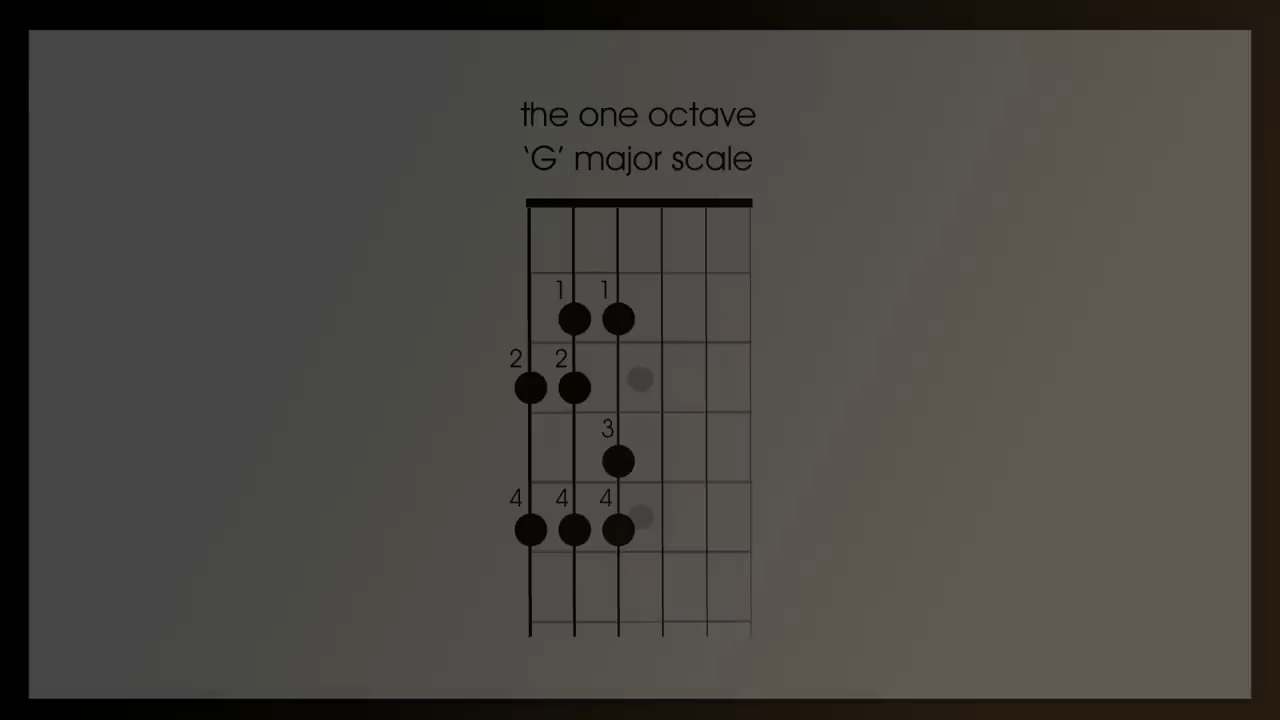 the one octave
‘G’ major scale
1 1
2 2
3
4 4 4